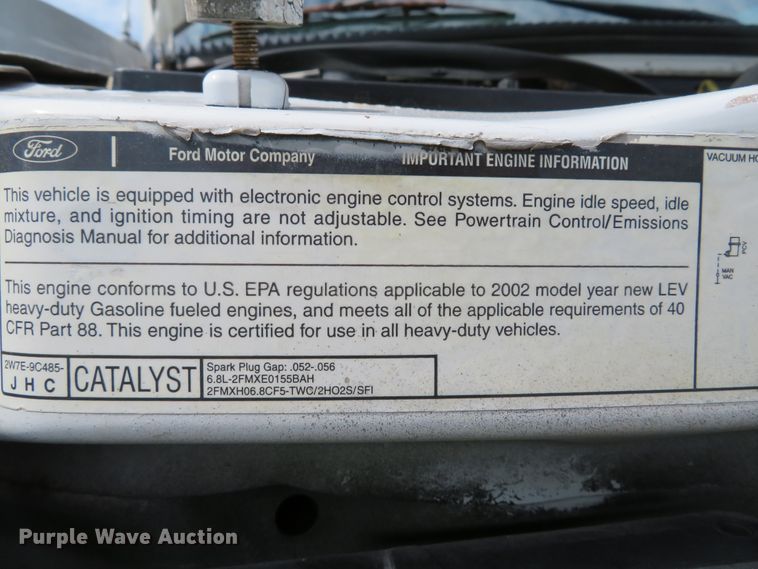 Ford Ford Motor Company IMPORTANT ENGINE INFORMATION
VACUUM
This vehicle is equipped with electronic engine control systems. Engine idle speed, idle
mixture, and ignition timing are not adjustable. See Powertrain Control/Emissions
Diagnosis Manual for additional information.
This engine conforms to U.S. EPA regulations applicable to 2002 model year new LEV
heavy-duty Gasoline fueled engines, and meets all of the applicable requirements of 40
CFR Part 88. This engine is certified for use in all heavy-duty vehicles.
2W7E-9C485-
J H C
CATALYST
Spark Plug Gap: .052-.056
6.8L-2FMXE0155BAH
2FMXH06.8CF5-TWC/2HO2S/SFI
PCV
MAN
VAC
Purple Wave Auction